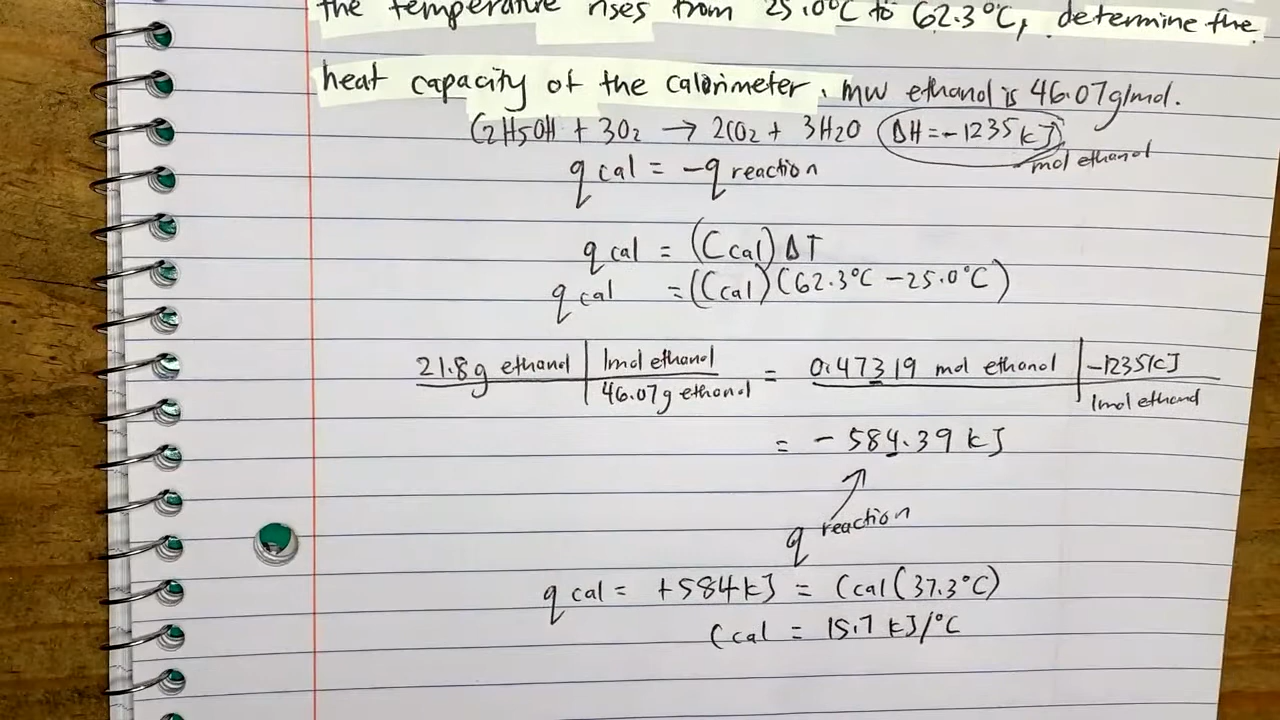 the temperature rises from 25.0°C to 62.3°C, determine the
heat capacity of the calorimeter. MW ethanol is 46.07g/mol.
C2H5OH + 3O2 → 2CO2 + 3H2O ΔH = -1235 kJ/mol ethanol
q cal = -q reaction
q cal = (Ccal) ΔT
q cal = (Ccal)(62.3°C - 25.0°C)
21.8g ethanol | 1mol ethanol / 46.07g ethanol = 0.47319 mol ethanol | -1235kJ / 1mol ethanol
= - 584.39 kJ
q reaction
q cal = +584kJ = Ccal(37.3°C)
Ccal = 15.7 kJ/°C